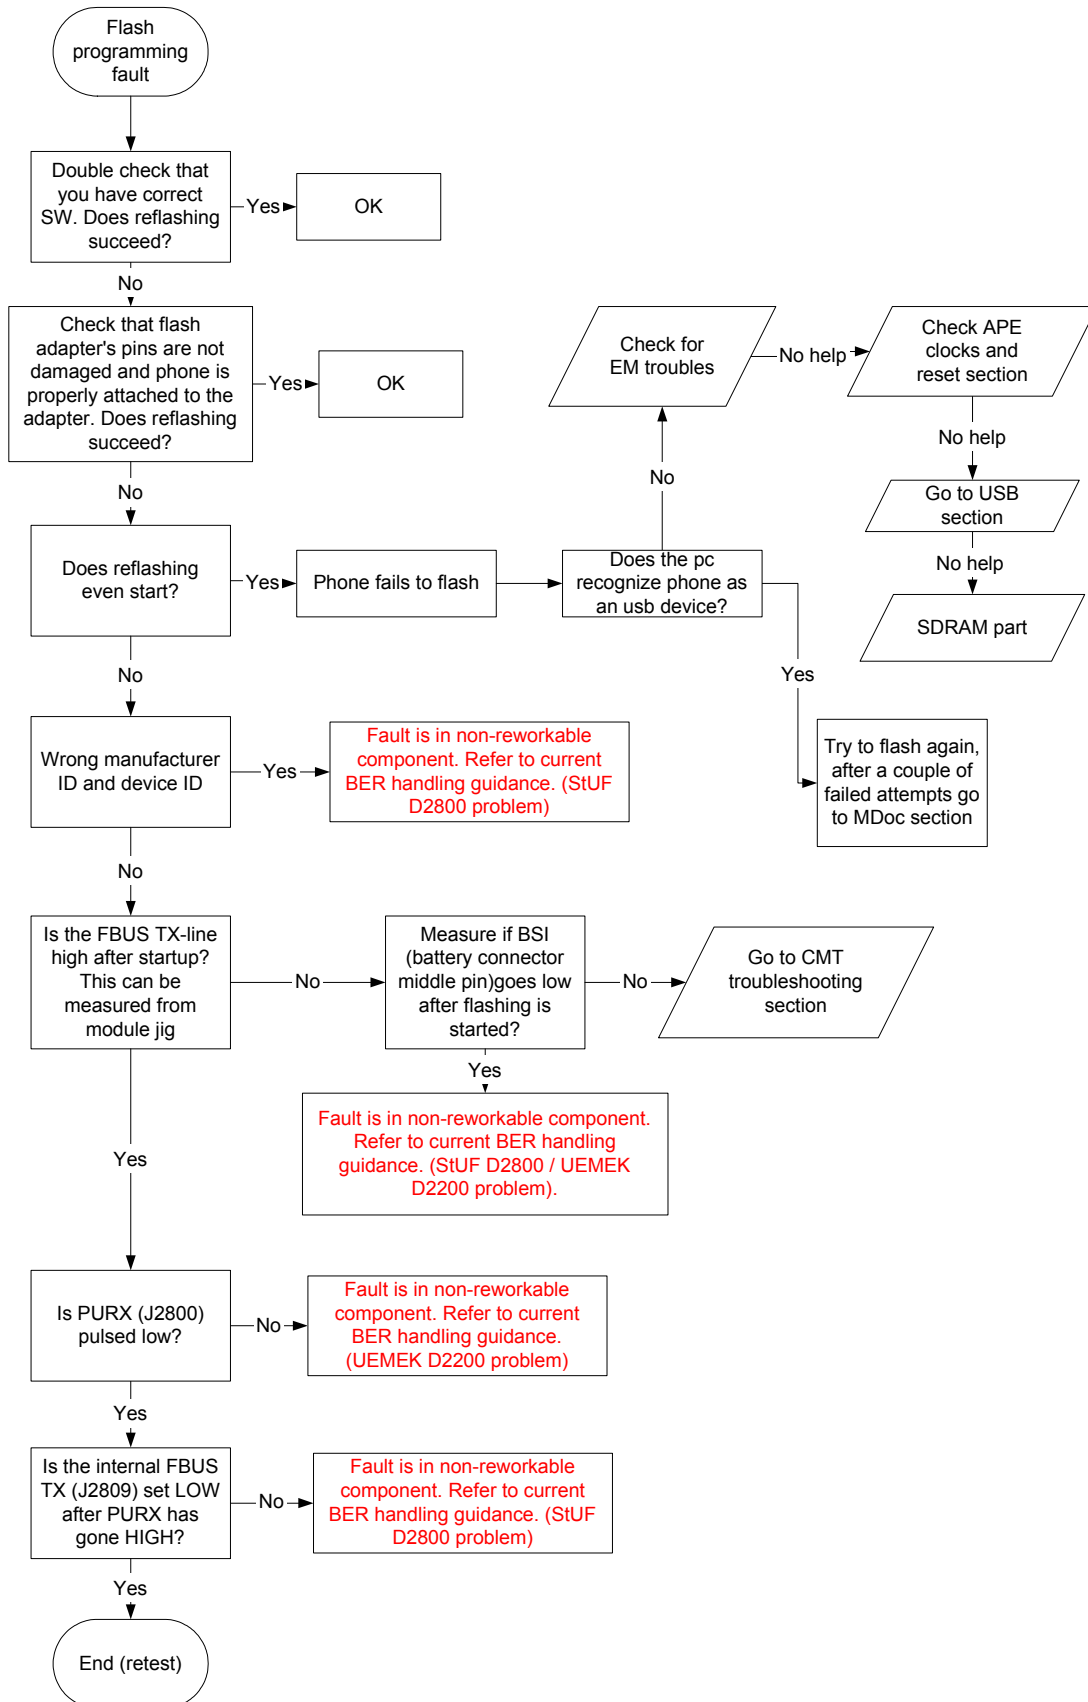 Flash
programming
fault
Double check that
you have correct
SW. Does reflashing
succeed?
Yes
OK
No
Check that flash
adapter's pins are not
damaged and phone is
properly attached to the
adapter. Does reflashing
succeed?
Yes
OK
Check for
EM troubles
No help
Check APE
clocks and
reset section
No help
Go to USB
section
No help
SDRAM part
No
No
Does reflashing
even start?
Yes
Phone fails to flash
Does the pc
recognize phone as
an usb device?
Yes
Try to flash again,
after a couple of
failed attempts go
to MDoc section
No
Wrong manufacturer
ID and device ID
Yes
Fault is in non-reworkable
component. Refer to current
BER handling guidance. (StUF
D2800 problem)
No
Is the FBUS TX-line
high after startup?
This can be
measured from
module jig
No
Measure if BSI
(battery connector
middle pin)goes low
after flashing is
started?
No
Go to CMT
troubleshooting
section
Yes
Fault is in non-reworkable component.
Refer to current BER handling
guidance. (StUF D2800 / UEMEK
D2200 problem).
Yes
Is PURX (J2800)
pulsed low?
No
Fault is in non-reworkable
component. Refer to current
BER handling guidance.
(UEMEK D2200 problem)
Yes
Is the internal FBUS
TX (J2809) set LOW
after PURX has
gone HIGH?
No
Fault is in non-reworkable
component. Refer to current
BER handling guidance. (StUF
D2800 problem)
Yes
End (retest)